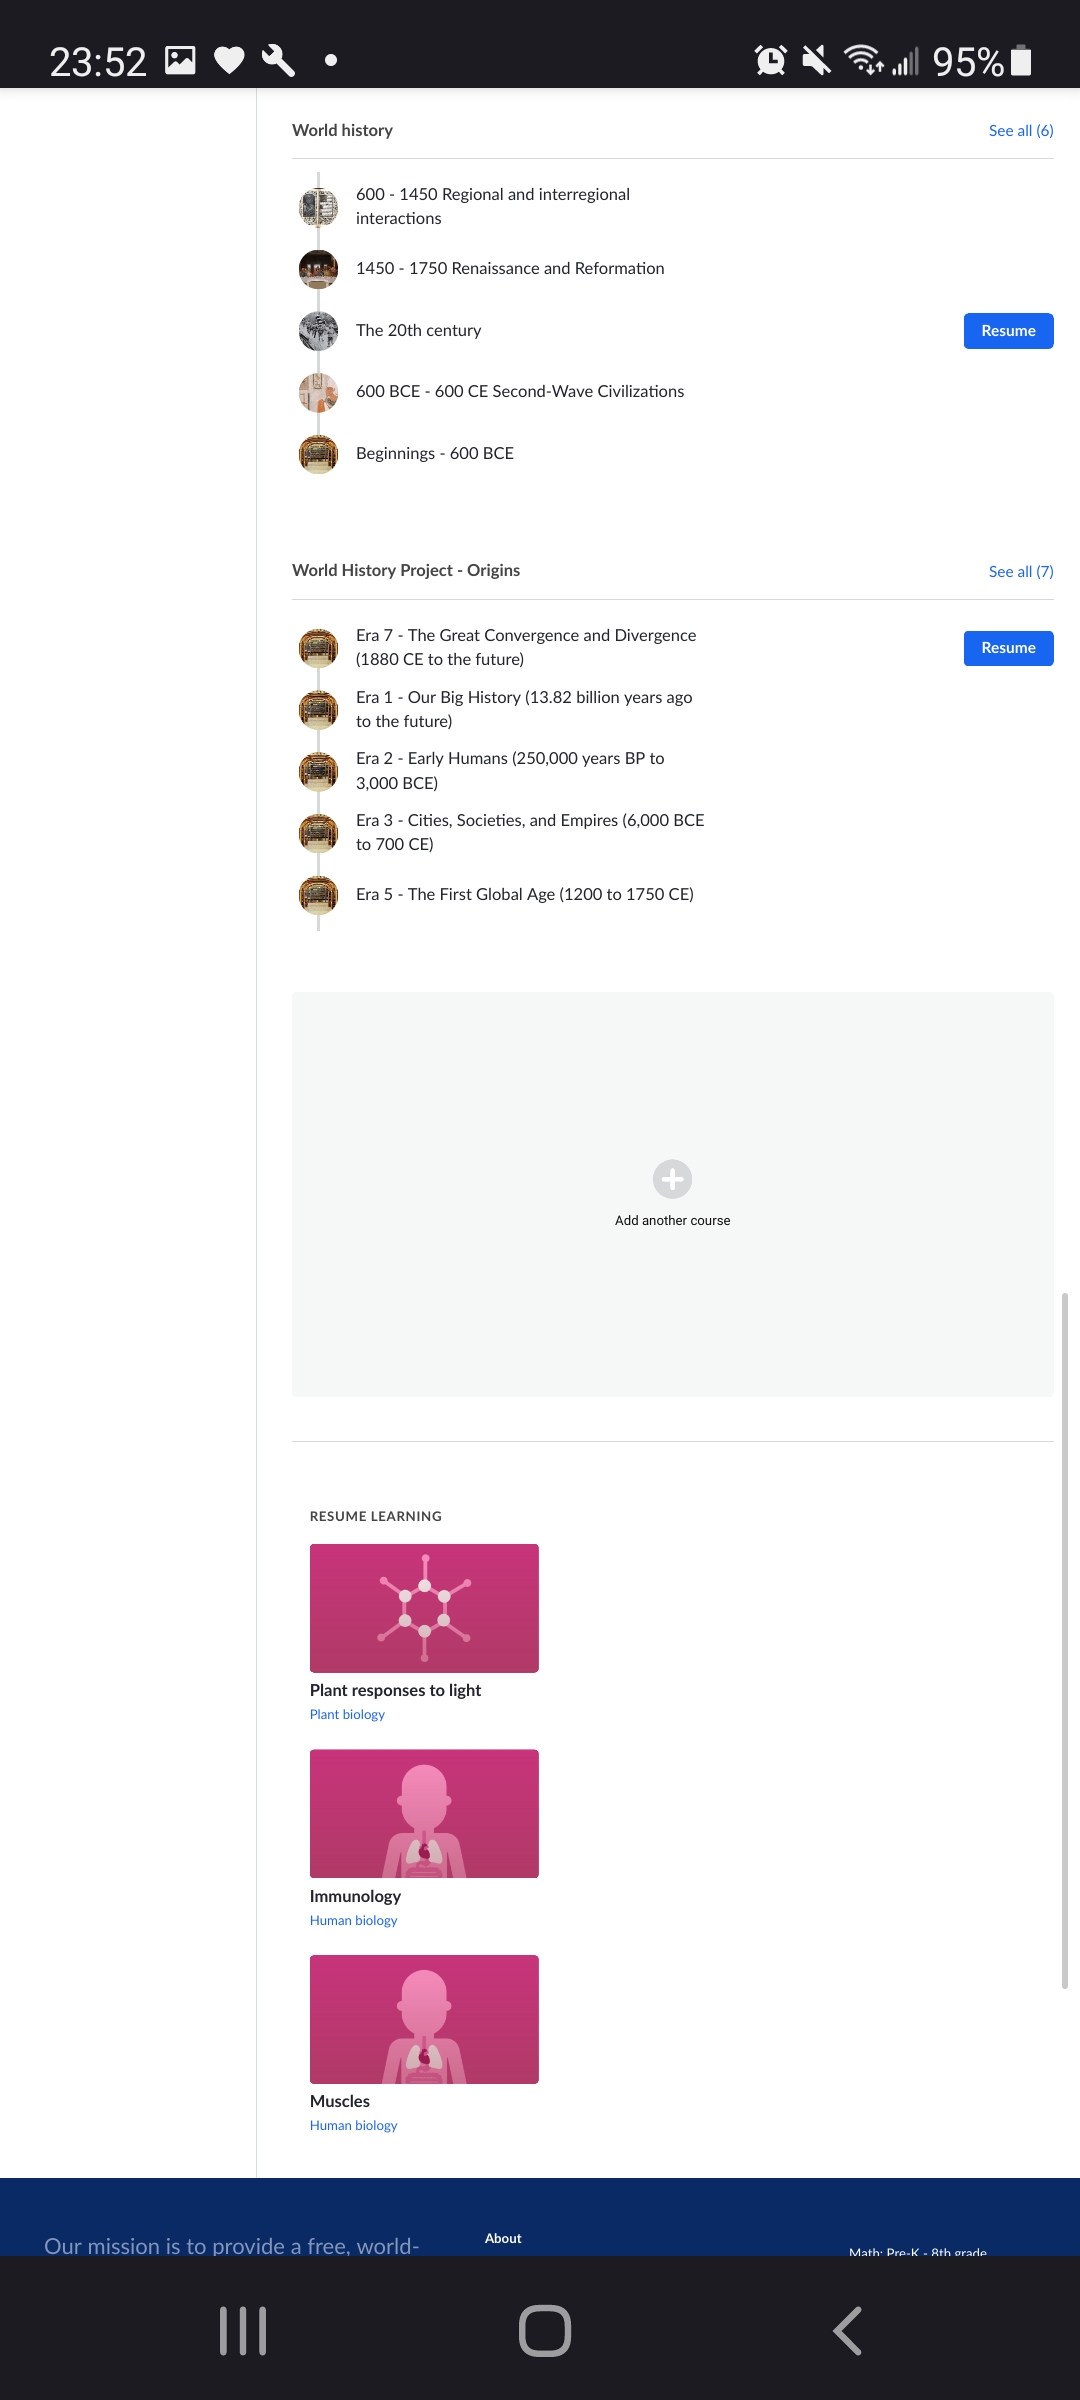 23:52
95%
World history
See all (6)
600 - 1450 Regional and interregional
interactions
1450 - 1750 Renaissance and Reformation
The 20th century
Resume
600 BCE - 600 CE Second-Wave Civilizations
Beginnings - 600 BCE
World History Project - Origins
See all (7)
Era 7 - The Great Convergence and Divergence
(1880 CE to the future)
Resume
Era 1 - Our Big History (13.82 billion years ago
to the future)
Era 2 - Early Humans (250,000 years BP to
3,000 BCE)
Era 3 - Cities, Societies, and Empires (6,000 BCE
to 700 CE)
Era 5 - The First Global Age (1200 to 1750 CE)
Add another course
RESUME LEARNING
Plant responses to light
Plant biology
Immunology
Human biology
Muscles
Human biology
Our mission is to provide a free, world-
About
Math: Pre-K - 8th grade